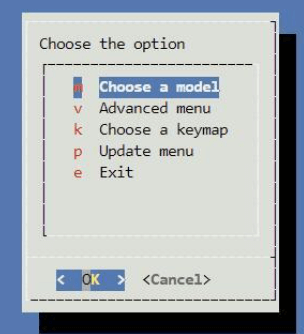 Choose the option
m Choose a model
v Advanced menu
k Choose a keymap
p Update menu
e Exit
< OK > <Cancel>